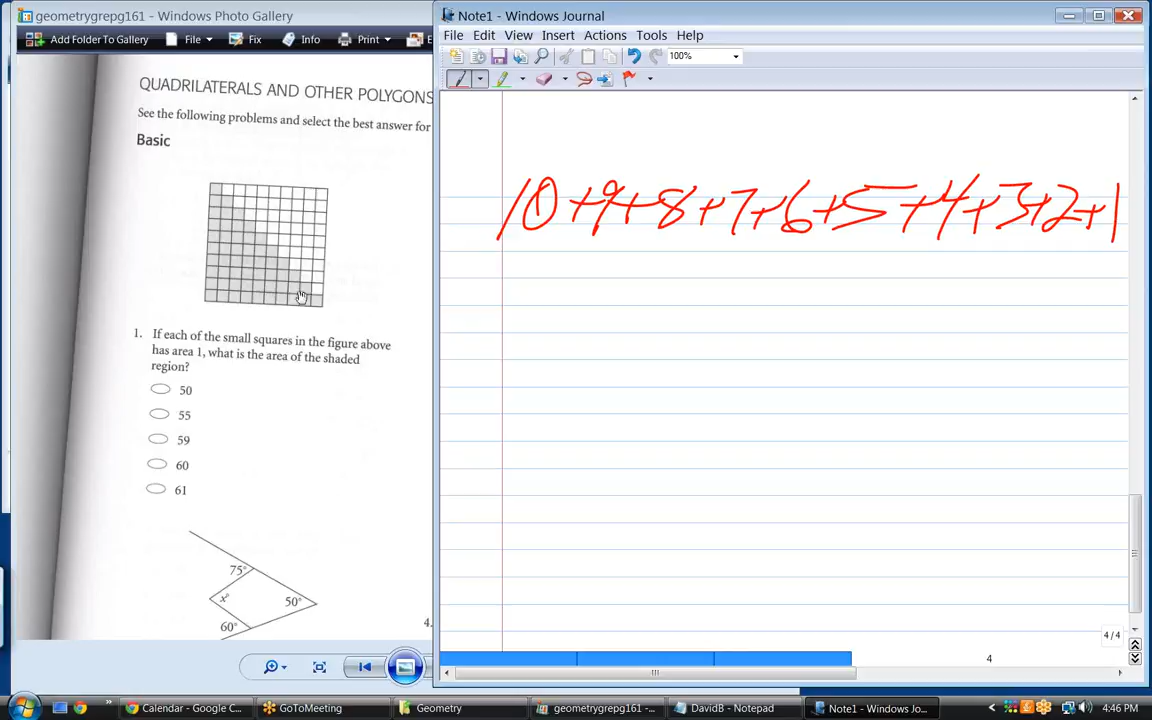 geometrygrepg161 - Windows Photo Gallery
Add Folder To Gallery File Fix Info Print E
QUADRILATERALS AND OTHER POLYGONS
See the following problems and select the best answer for
Basic
1. If each of the small squares in the figure above
has area 1, what is the area of the shaded
region?
50
55
59
60
61
75°
x°
50°
60°
4.
Note1 - Windows Journal
File Edit View Insert Actions Tools Help
100%
10+9+8+7+6+5+4+3+2+1
4/4
4
Calendar - Google C... GoToMeeting Geometry geometrygrepg161 -... DavidB - Notepad Note1 - Windows Jo... 4:46 PM